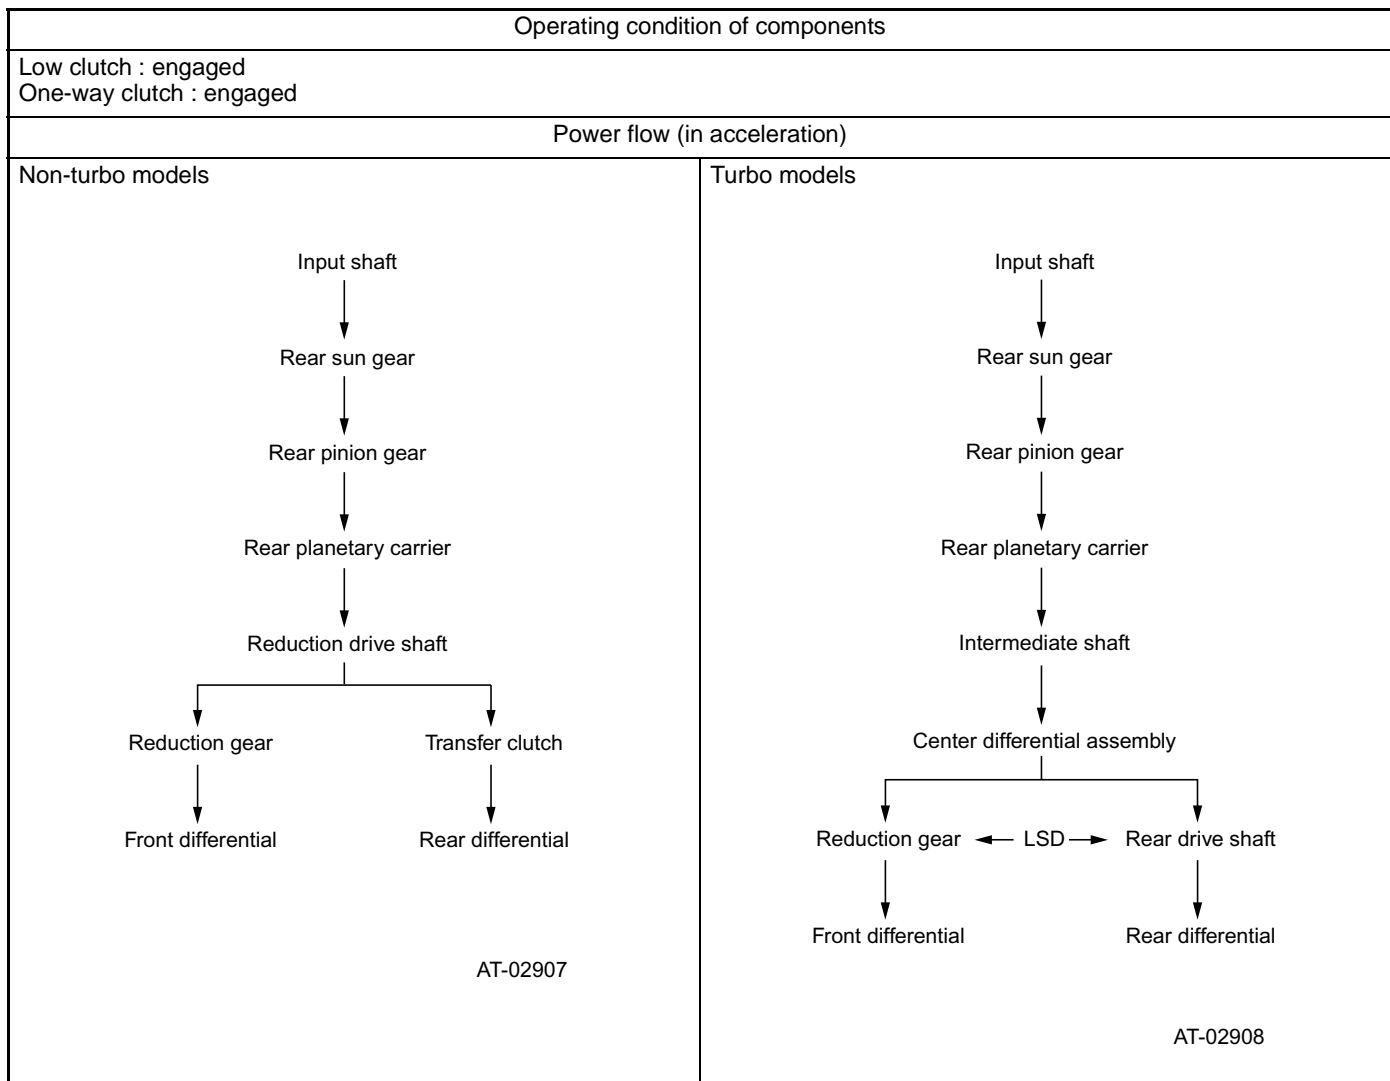 Operating condition of components
Low clutch : engaged
One-way clutch : engaged
Power flow (in acceleration)
Non-turbo models
Input shaft
Rear sun gear
Rear pinion gear
Rear planetary carrier
Reduction drive shaft
Reduction gear
Transfer clutch
Front differential
Rear differential
AT-02907
Turbo models
Input shaft
Rear sun gear
Rear pinion gear
Rear planetary carrier
Intermediate shaft
Center differential assembly
Reduction gear
LSD
Rear drive shaft
Front differential
Rear differential
AT-02908